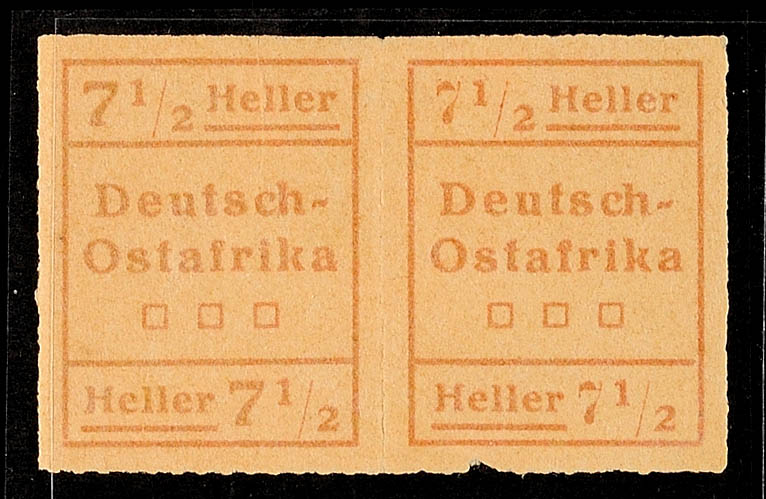 7 1/2 Heller
Deutsch-
Ostafrika
Heller 7 1/2
7 1/2 Heller
Deutsch-
Ostafrika
Heller 7 1/2